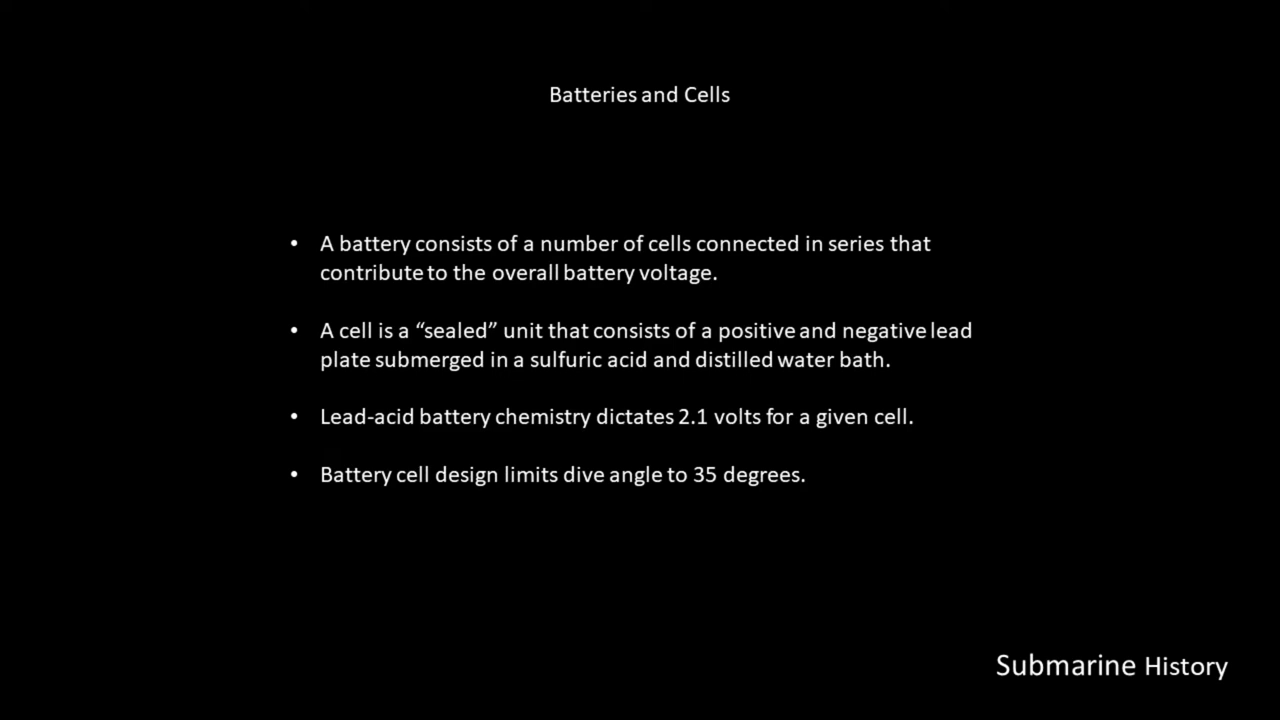 Batteries and Cells
• A battery consists of a number of cells connected in series that
contribute to the overall battery voltage.
• A cell is a “sealed” unit that consists of a positive and negative lead
plate submerged in a sulfuric acid and distilled water bath.
• Lead-acid battery chemistry dictates 2.1 volts for a given cell.
• Battery cell design limits dive angle to 35 degrees.
Submarine History